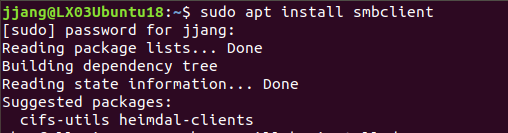 jjang@LX03Ubuntu18:~$ sudo apt install smbclient
[sudo] password for jjang:
Reading package lists... Done
Building dependency tree
Reading state information... Done
Suggested packages:
  cifs-utils heimdal-clients